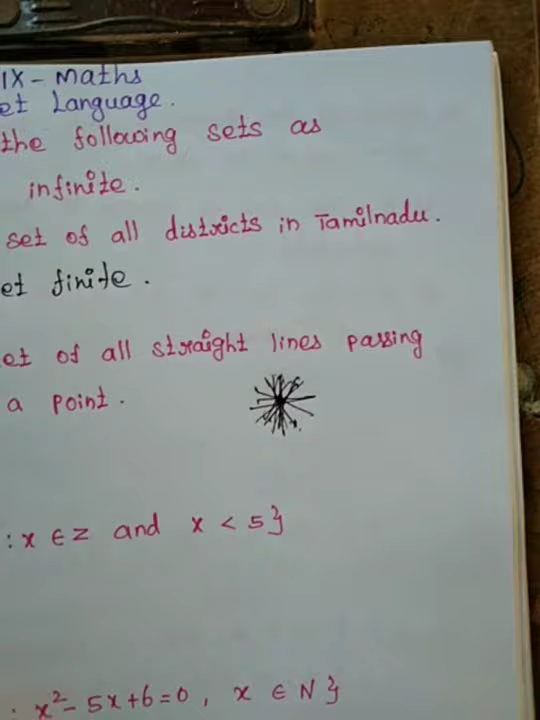 IX - Maths
et Language.
the following sets as
infinite.
set of all districts in Tamilnadu.
et finite.
et of all straight lines passing
a point.
: x ∈ z and x < 5}
: x² - 5x + 6 = 0, x ∈ N}